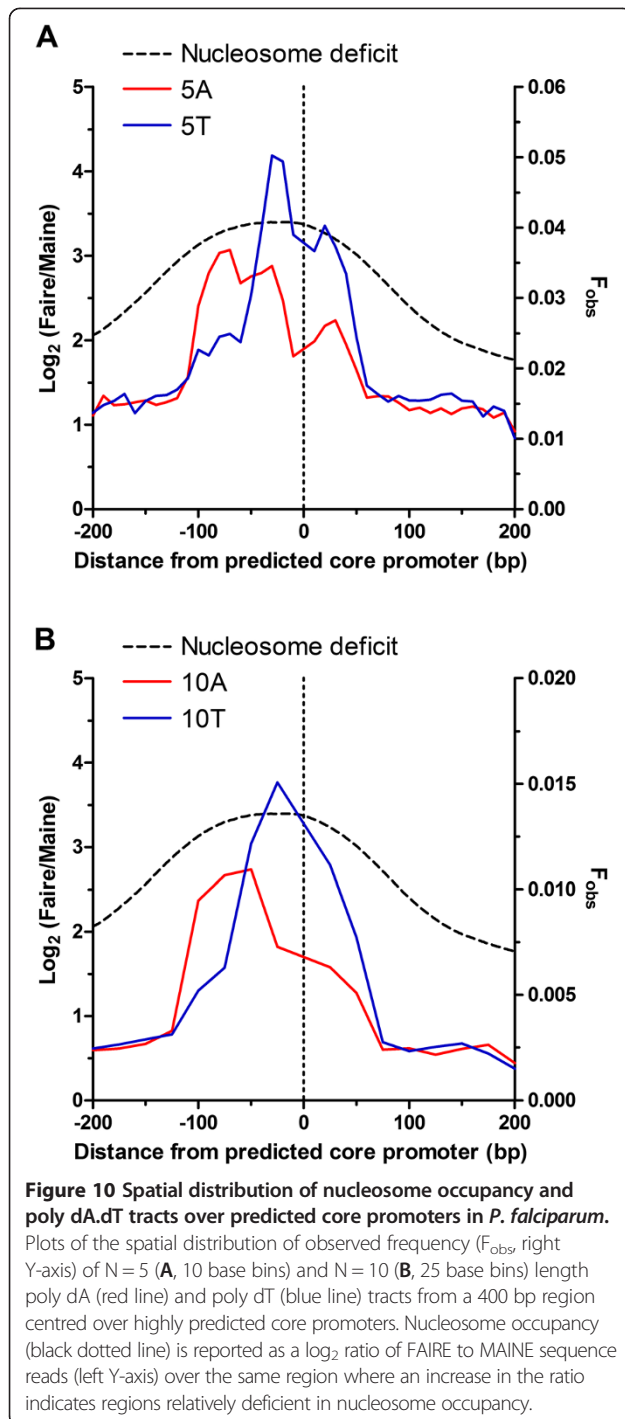 A
Nucleosome deficit
5A
5T
5
4
3
2
1
0
Log2 (Faire/Maine)
0.06
0.05
0.04
0.03
0.02
0.01
0.00
Fobs
-200
-100
0
100
200
Distance from predicted core promoter (bp)
B
Nucleosome deficit
10A
10T
5
4
3
2
1
0
Log2 (Faire/Maine)
0.020
0.015
0.010
0.005
0.000
Fobs
-200
-100
0
100
200
Distance from predicted core promoter (bp)
Figure 10 Spatial distribution of nucleosome occupancy and
poly dA.dT tracts over predicted core promoters in P. falciparum.
Plots of the spatial distribution of observed frequency (Fobs, right
Y-axis) of N = 5 (A, 10 base bins) and N = 10 (B, 25 base bins) length
poly dA (red line) and poly dT (blue line) tracts from a 400 bp region
centred over highly predicted core promoters. Nucleosome occupancy
(black dotted line) is reported as a log2 ratio of FAIRE to MAINE sequence
reads (left Y-axis) over the same region where an increase in the ratio
indicates regions relatively deficient in nucleosome occupancy.